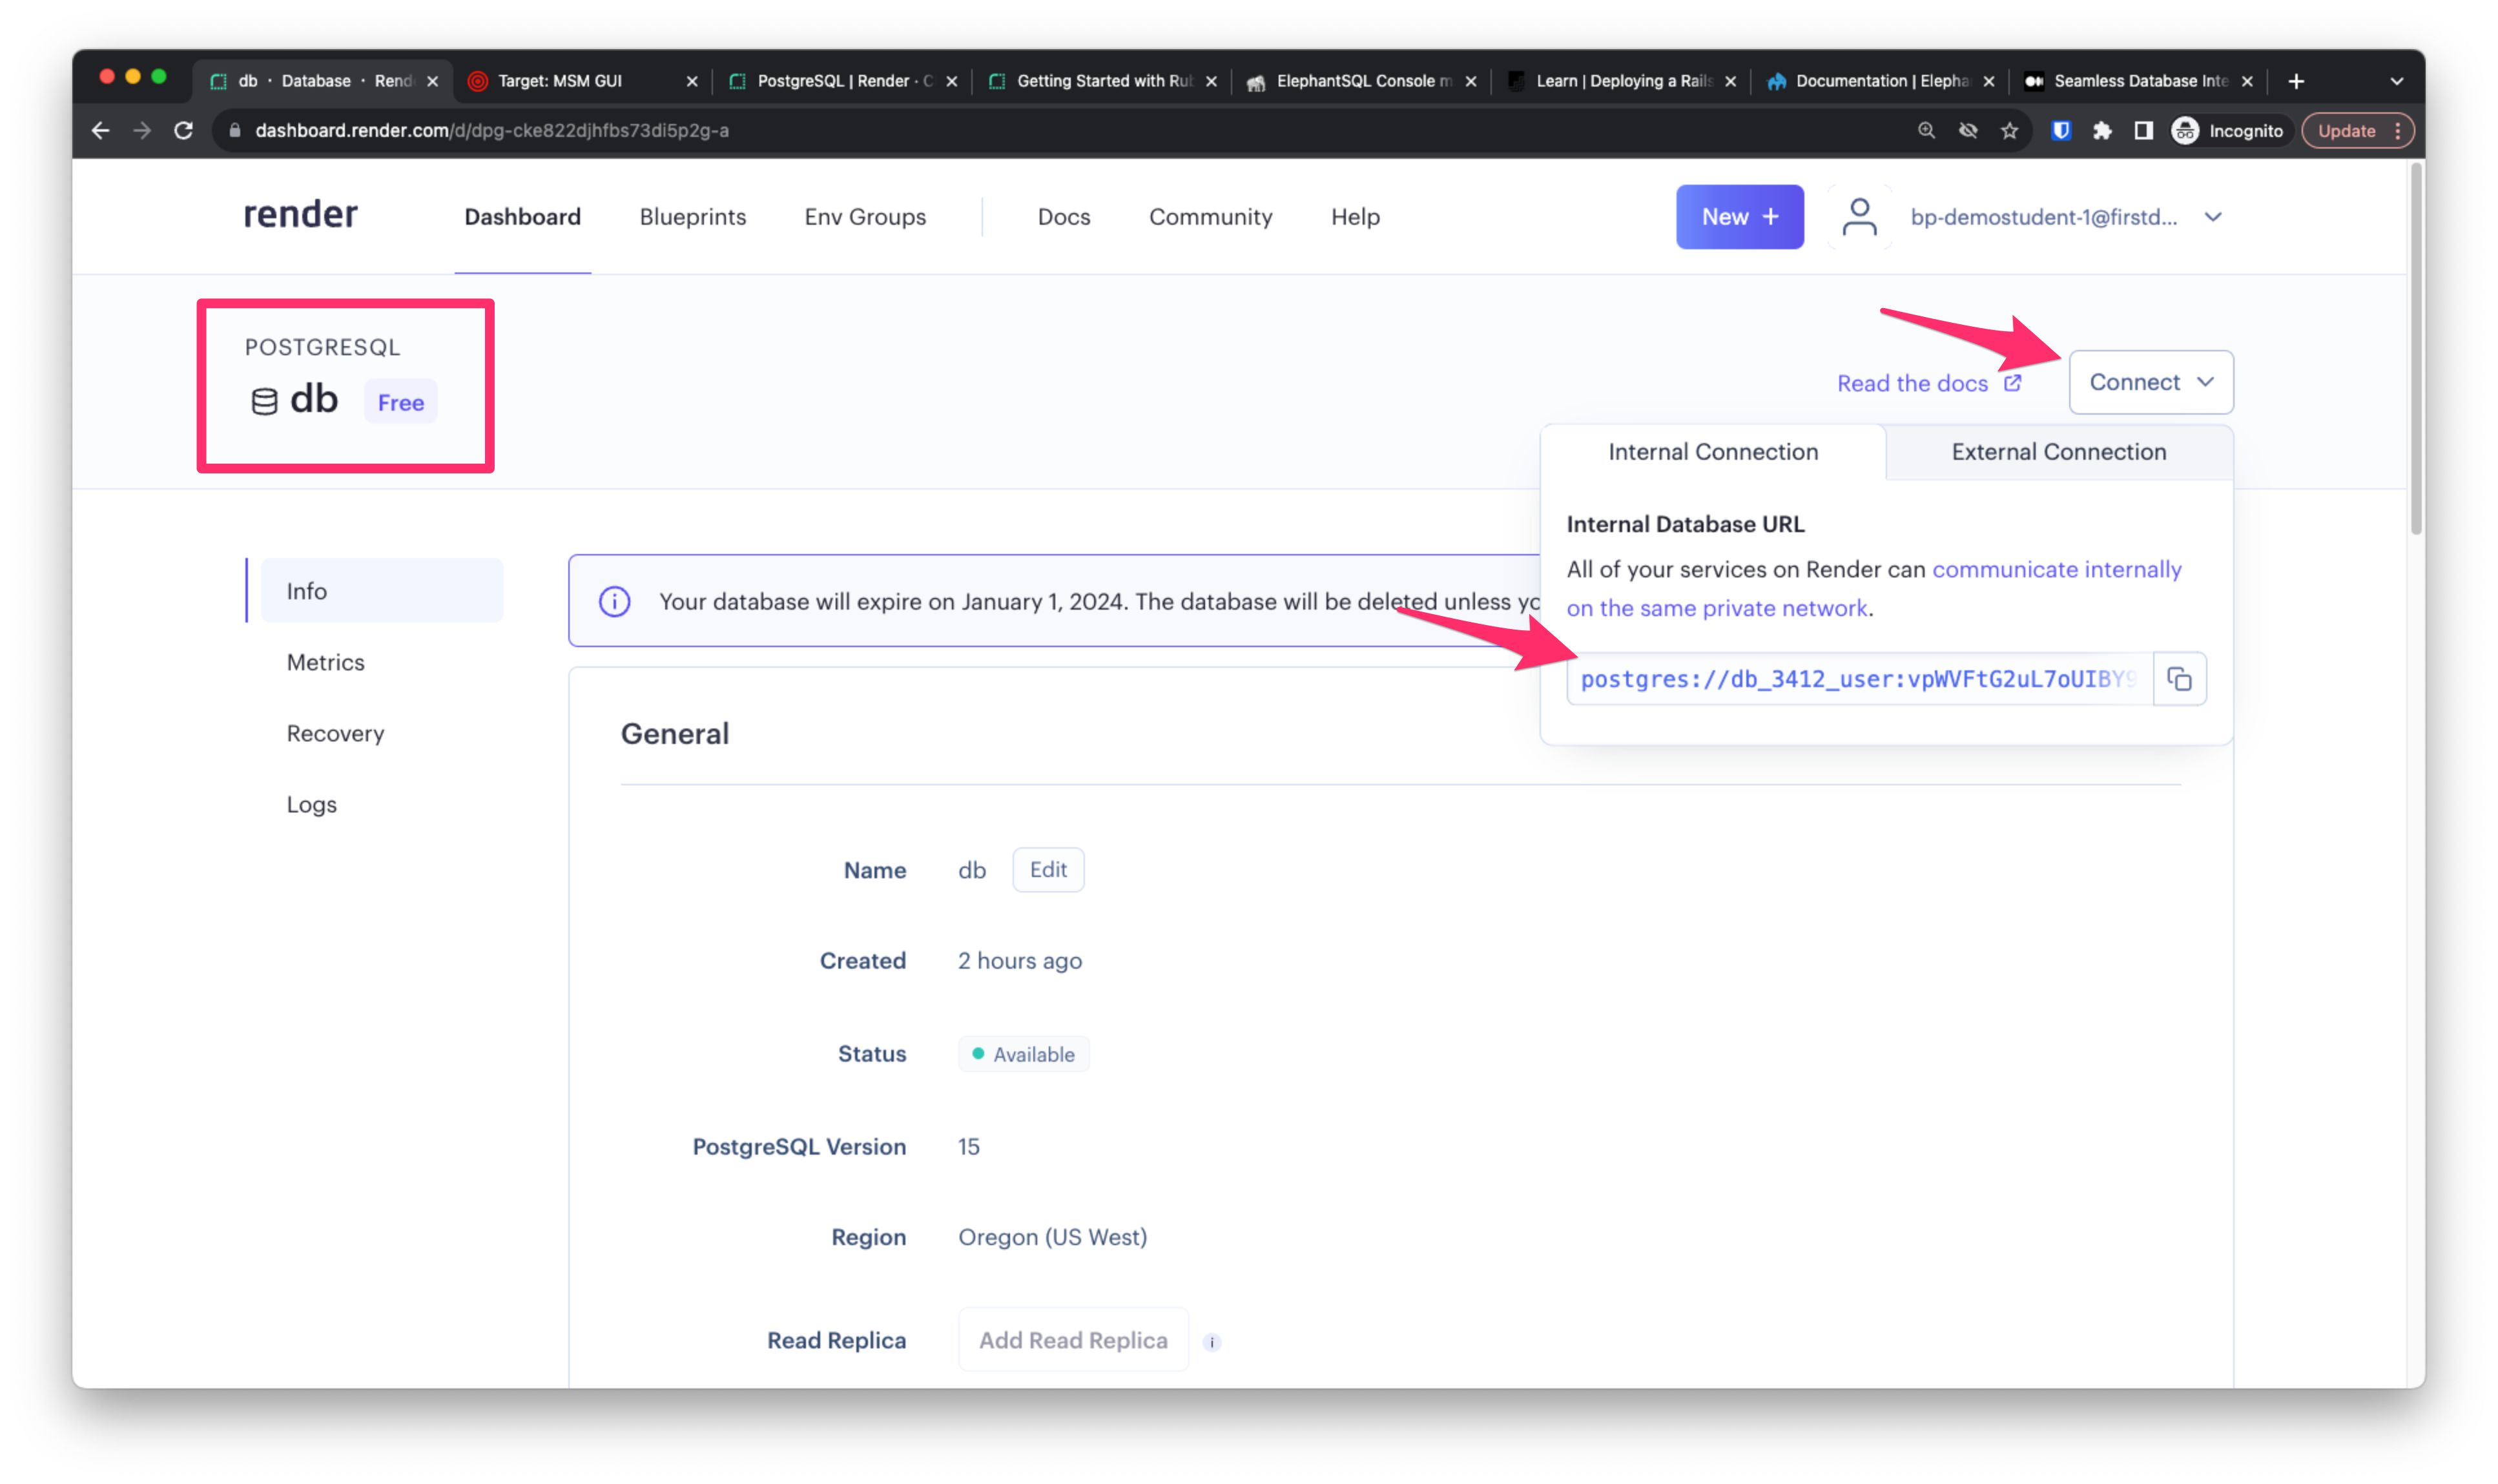 db · Database · Rend
Target: MSM GUI
PostgreSQL | Render · C
Getting Started with Rub
ElephantSQL Console m
Learn | Deploying a Rails
Documentation | Elepha
Seamless Database Inte
dashboard.render.com/d/dpg-cke822djhfbs73di5p2g-a
Incognito
Update
render
Dashboard
Blueprints
Env Groups
Docs
Community
Help
New +
bp-demostudent-1@firstd...
POSTGRESQL
db Free
Read the docs
Connect
Internal Connection
External Connection
Internal Database URL
All of your services on Render can communicate internally
on the same private network.
postgres://db_3412_user:vpWVFtG2uL7oUIBY9
Info
Metrics
Recovery
Logs
Your database will expire on January 1, 2024. The database will be deleted unless yo
General
Name db Edit
Created 2 hours ago
Status Available
PostgreSQL Version 15
Region Oregon (US West)
Read Replica Add Read Replica